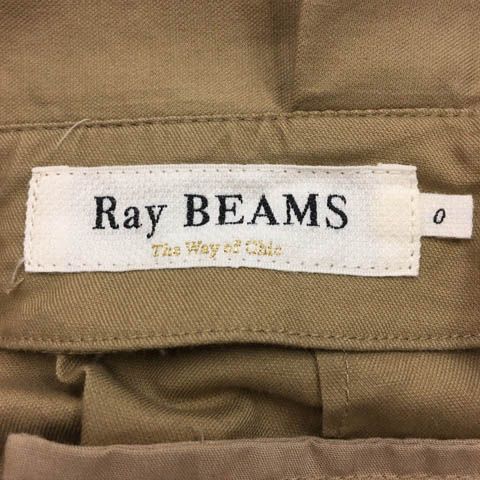 Ray BEAMS
The Way of Chic
0